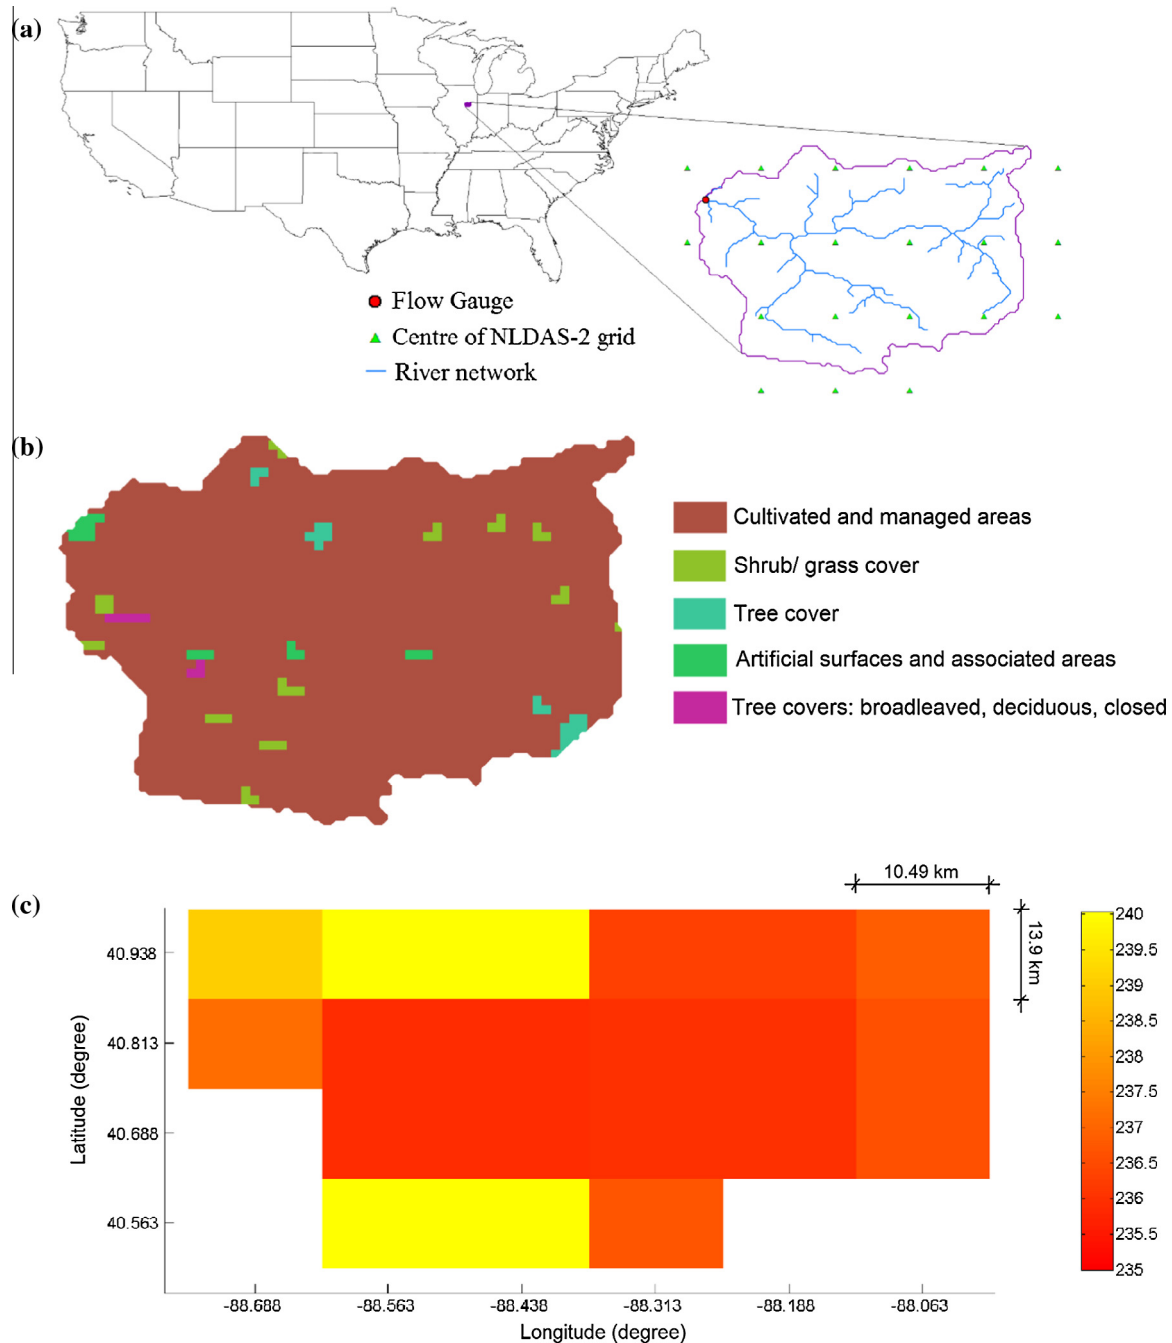 (a)
Flow Gauge
Centre of NLDAS-2 grid
River network
(b)
Cultivated and managed areas
Shrub/ grass cover
Tree cover
Artificial surfaces and associated areas
Tree covers: broadleaved, deciduous, closed
(c)
10.49 km
13.9 km
40.938
40.813
40.688
40.563
Latitude (degree)
-88.688
-88.563
-88.438
-88.313
-88.188
-88.063
Longitude (degree)
240
239.5
239
238.5
238
237.5
237
236.5
236
235.5
235